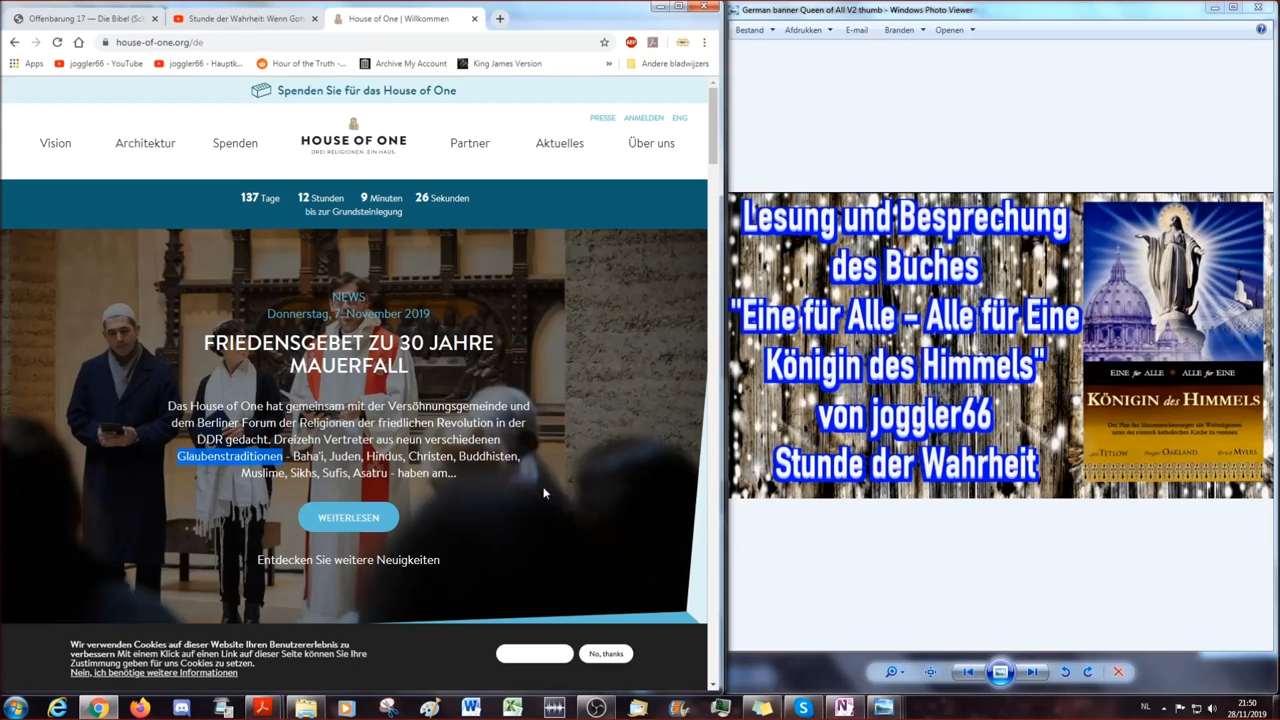 Offenbarung 17 — Die Bibel (Sc
Stunde der Wahrheit: Wenn Got
House of One | Willkommen
house-of-one.org/de
Apps
joggler66 - YouTube
joggler66 - Hauptk...
Hour of the Truth -...
Archive My Account
King James Version
»
Andere bladwijzers
Spenden Sie für das House of One
PRESSE ANMELDEN ENG
Vision Architektur Spenden
HOUSE OF ONE
DREI RELIGIONEN. EIN HAUS.
Partner Aktuelles Über uns
137 Tage 12 Stunden 9 Minuten 26 Sekunden
bis zur Grundsteinlegung
NEWS
Donnerstag, 7. November 2019
FRIEDENSGEBET ZU 30 JAHRE
MAUERFALL
Das House of One hat gemeinsam mit der Versöhnungsgemeinde und
dem Berliner Forum der Religionen der friedlichen Revolution in der
DDR gedacht. Dreizehn Vertreter aus neun verschiedenen
Glaubenstraditionen - Baha'i, Juden, Hindus, Christen, Buddhisten,
Muslime, Sikhs, Sufis, Asatru - haben am...
WEITERLESEN
Entdecken Sie weitere Neuigkeiten
Wir verwenden Cookies auf dieser Website Ihren Benutzererlebnis zu
verbessern Mit einem Klick auf einen Link auf dieser Seite können Sie Ihre
Zustimmung geben für uns Cookies zu setzen.
Nein, ich benötige weitere Informationen
No, thanks
German banner Queen of All V2 thumb - Windows Photo Viewer
Bestand Afdrukken E-mail Branden Openen
Lesung und Besprechung
des Buches
"Eine für Alle – Alle für Eine
Königin des Himmels"
von joggler66
Stunde der Wahrheit
EINE für ALLE ALLE für EINE
KÖNIGIN des HIMMELS
Jim TETLOW Roger OAKLAND Brad MYERS
NL
21:50
28/11/2019